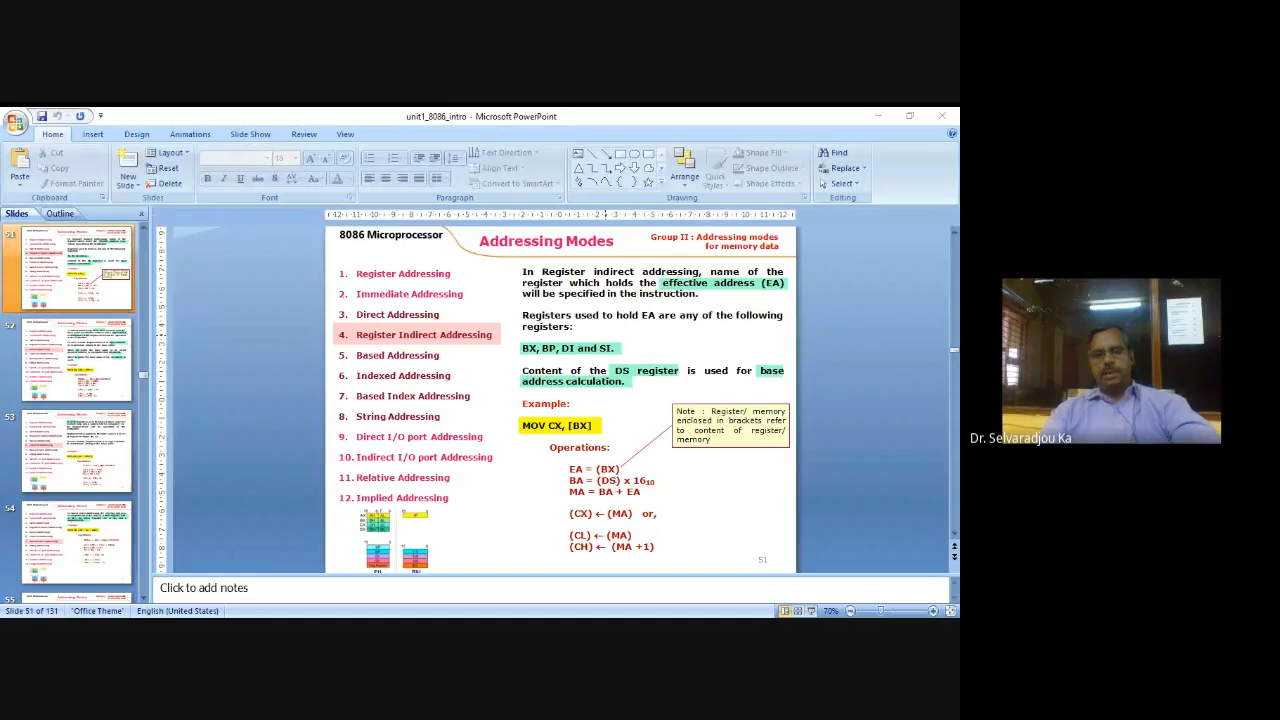 unit1_8086_intro - Microsoft PowerPoint
Home Insert Design Animations Slide Show Review View
Paste
Cut
Copy
Format Painter
Clipboard
New Slide
Layout
Reset
Delete
Slides
18
Font
Text Direction
Align Text
Convert to SmartArt
Paragraph
Arrange
Quick Styles
Shape Fill
Shape Outline
Shape Effects
Drawing
Find
Replace
Select
Editing
Slides Outline
51
52
53
54
55
8086 Microprocessor
Addressing Modes
Group II : Addressing modes
for memory data
1. Register Addressing
2. Immediate Addressing
3. Direct Addressing
Register Indirect Addressing
5. Based Addressing
6. Indexed Addressing
7. Based Index Addressing
8. String Addressing
Direct I/O port Addressing
10. Indirect I/O port Addressing
11. Relative Addressing
12. Implied Addressing
In Register indirect addressing, name of the
register which holds the effective address (EA)
will be specified in the instruction.
Registers used to hold EA are any of the following
registers:
BX, BP, DI and SI.
Content of the DS register is used for base
address calculation.
Example:
MOV CX, [BX]
Operations:
EA = (BX)
BA = (DS) x 16₁₀
MA = BA + EA
(CX) ← (MA) or,
(CL) ← (MA)
(CH) ← (MA +1)
Note : Register/ memory
enclosed in brackets refer
to content of register/
memory
51
Click to add notes
Slide 51 of 131 "Office Theme" English (United States) 70%
Dr. Selvaradjou Ka